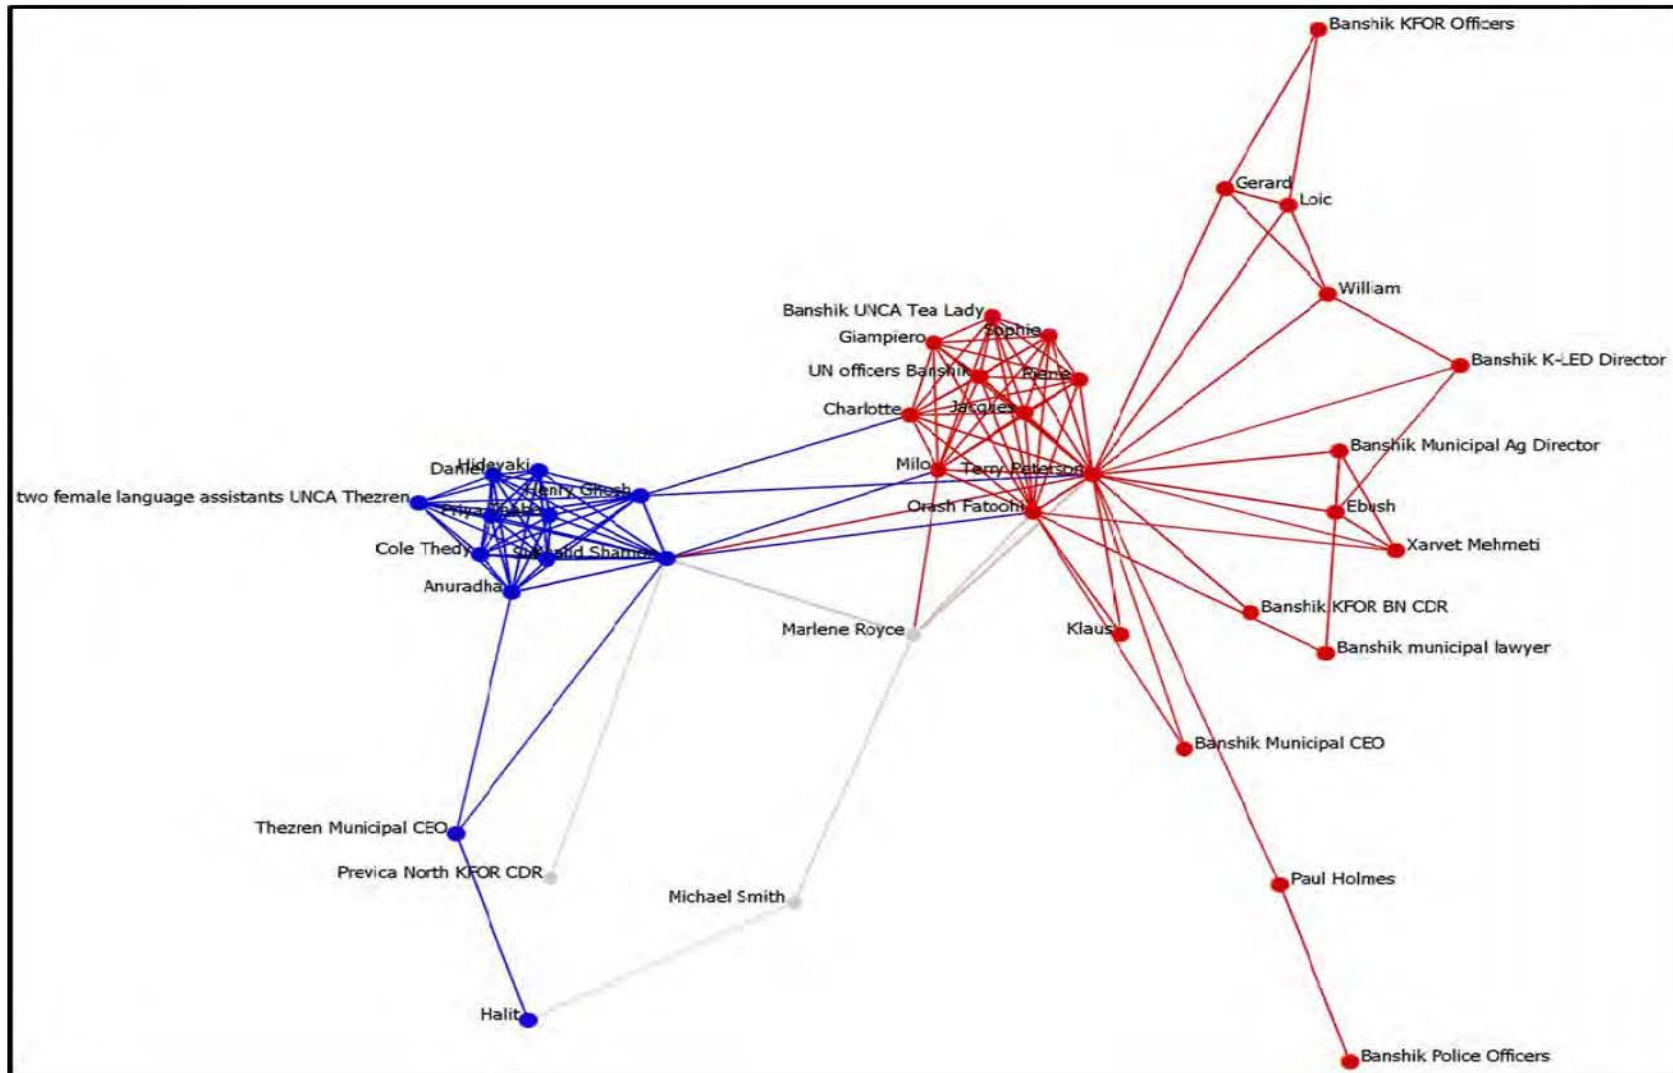 Banshik KFOR Officers
Gerard
Loic
William
Banshik UNCA Tea Lady
Sophie
Giampiero
Banshik K-LED Director
UN officers Banshik
Pierre
Charlotte
Jacques
Banshik Municipal Ag Director
Milo
Terry Peterson
Hideyaki
Daniel
Henry Ghosh
two female language assistants UNCA Thezren
Ebush
Orash Fatoohi
Priya
Xarvet Mehmeti
Cole Thedy
Shamon
Anuradha
Banshik KFOR BN CDR
Marlene Royce
Klaus
Banshik municipal lawyer
Banshik Municipal CEO
Thezren Municipal CEO
Previca North KFOR CDR
Paul Holmes
Michael Smith
Halit
Banshik Police Officers